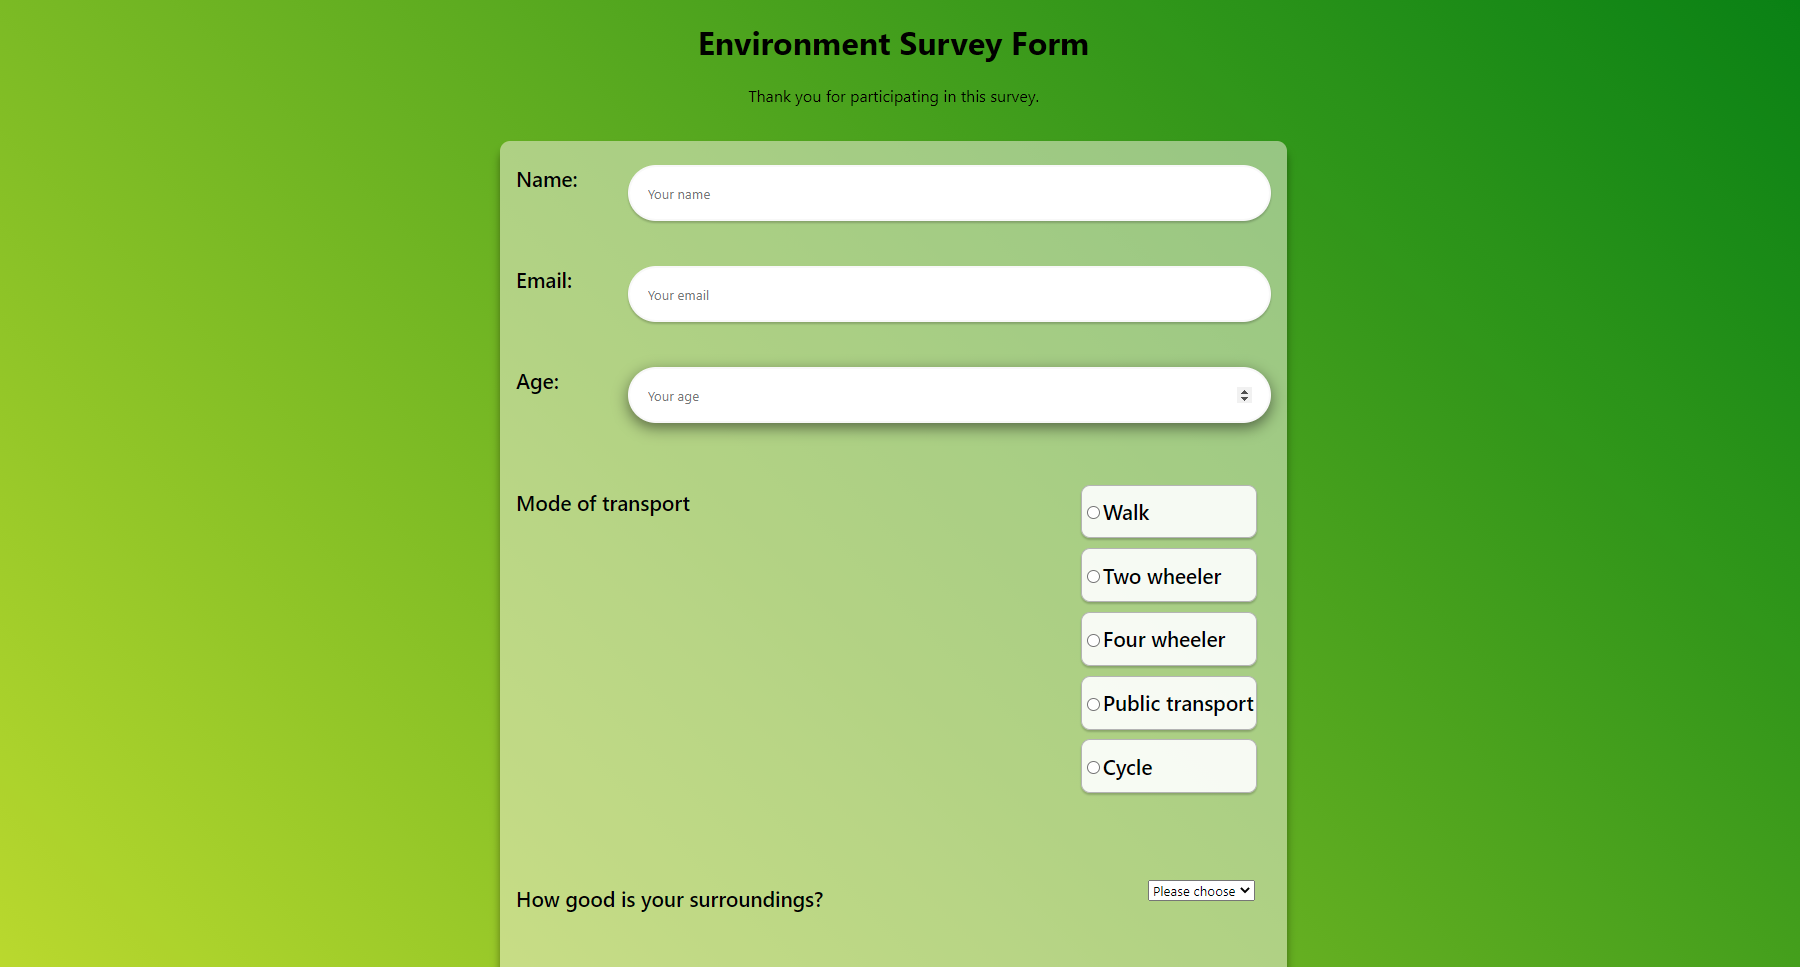 Environment Survey Form
Thank you for participating in this survey.
Name:
Your name
Email:
Your email
Age:
Your age
Mode of transport
Walk
Two wheeler
Four wheeler
Public transport
Cycle
How good is your surroundings?
Please choose